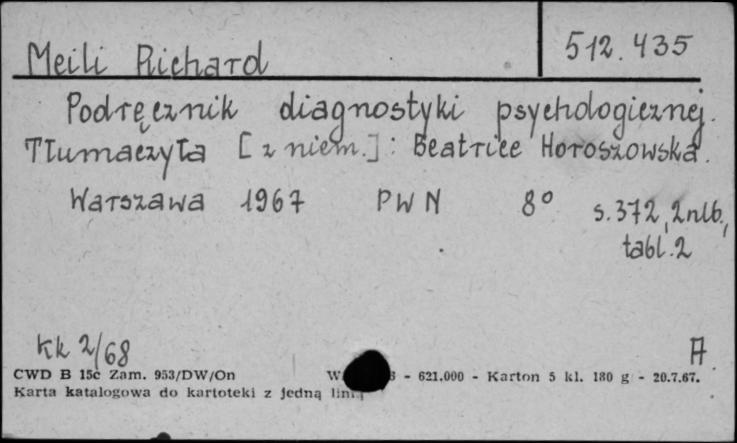 Meili Richard 512.435
Podręcznik diagnostyki psychologicznej.
Tłumaczyła [z niem.]: Beatrice Horoszowska.
Warszawa 1967 PWN 8° s.372, 2nlb,
tabl.2
kk 2/68 A
CWD B 15c Zam. 953/DW/On - 621.000 - Karton 5 kl. 180 g - 20.7.67.
Karta katalogowa do kartoteki z jedną linią